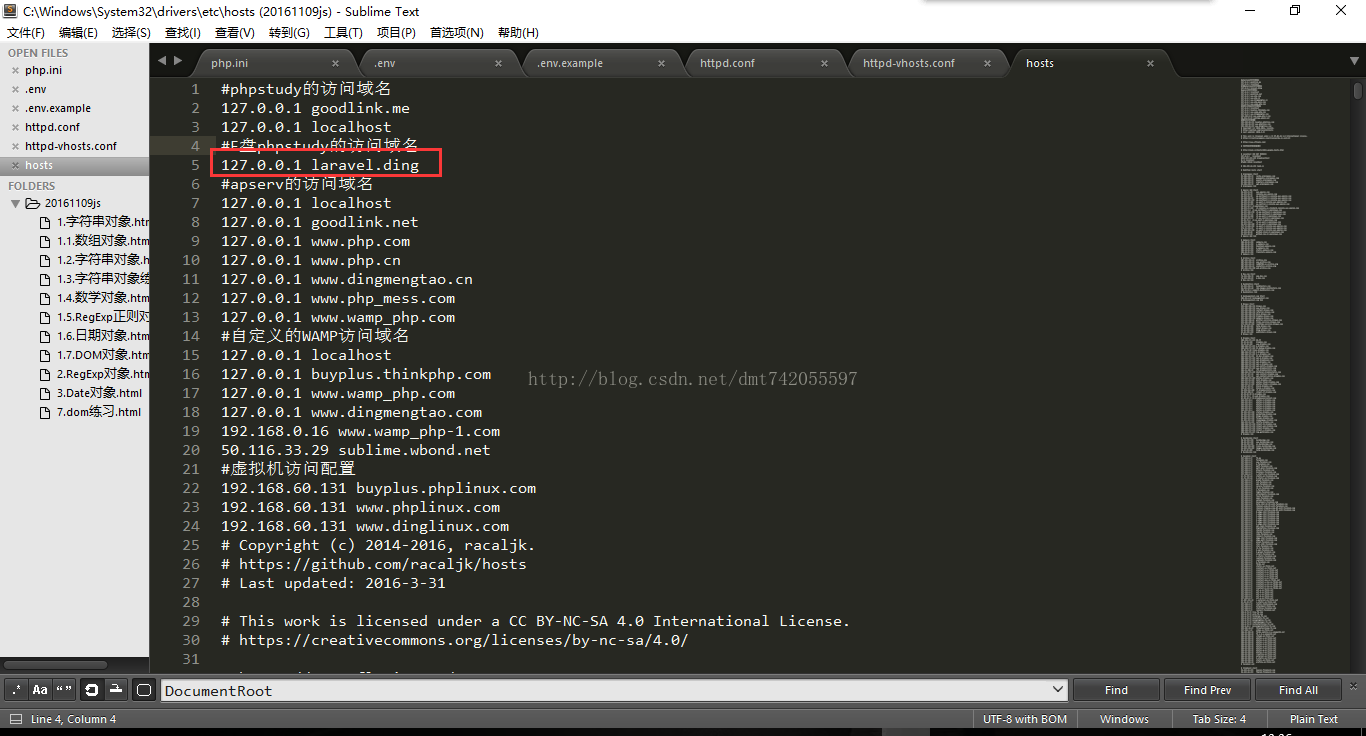 C:\Windows\System32\drivers\etc\hosts (20161109js) - Sublime Text
文件(F) 编辑(E) 选择(S) 查找(I) 查看(V) 转到(G) 工具(T) 项目(P) 首选项(N) 帮助(H)
OPEN FILES
php.ini
.env
.env.example
httpd.conf
httpd-vhosts.conf
hosts
FOLDERS
20161109js
1.字符串对象.htr
1.1.数组对象.htm
1.2.字符串对象.h
1.3.字符串对象练
1.4.数学对象.htm
1.5.RegExp正则对
1.6.日期对象.htm
1.7.DOM对象.htm
2.RegExp对象.htm
3.Date对象.html
7.dom练习.html
php.ini .env .env.example httpd.conf httpd-vhosts.conf hosts
1 #phpstudy的访问域名
2 127.0.0.1 goodlink.me
3 127.0.0.1 localhost
4 #E盘phpstudy的访问域名
5 127.0.0.1 laravel.ding
6 #apserv的访问域名
7 127.0.0.1 localhost
8 127.0.0.1 goodlink.net
9 127.0.0.1 www.php.com
10 127.0.0.1 www.php.cn
11 127.0.0.1 www.dingmengtao.cn
12 127.0.0.1 www.php_mess.com
13 127.0.0.1 www.wamp_php.com
14 #自定义的WAMP访问域名
15 127.0.0.1 localhost
16 127.0.0.1 buyplus.thinkphp.com
17 127.0.0.1 www.wamp_php.com
18 127.0.0.1 www.dingmengtao.com
19 192.168.0.16 www.wamp_php-1.com
20 50.116.33.29 sublime.wbond.net
21 #虚拟机访问配置
22 192.168.60.131 buyplus.phplinux.com
23 192.168.60.131 www.phplinux.com
24 192.168.60.131 www.dinglinux.com
25 # Copyright (c) 2014-2016, racaljk.
26 # https://github.com/racaljk/hosts
27 # Last updated: 2016-3-31
28
29 # This work is licensed under a CC BY-NC-SA 4.0 International License.
30 # https://creativecommons.org/licenses/by-nc-sa/4.0/
31
http://blog.csdn.net/dmt742055597
.* Aa “” DocumentRoot Find Find Prev Find All
Line 4, Column 4 UTF-8 with BOM Windows Tab Size: 4 Plain Text